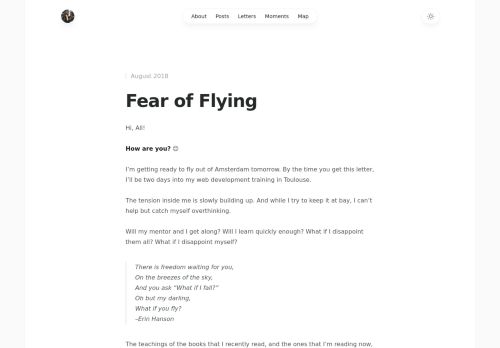 About Posts Letters Moments Map
August 2018
Fear of Flying
Hi, Ali!
How are you? 😊
I'm getting ready to fly out of Amsterdam tomorrow. By the time you get this letter,
I'll be two days into my web development training in Toulouse.
The tension inside me is slowly building up. And while I try to keep it at bay, I can't
help but catch myself overthinking.
Will my mentor and I get along? Will I learn quickly enough? What if I disappoint
them all? What if I disappoint myself?
There is freedom waiting for you,
On the breezes of the sky,
And you ask "What if I fall?"
Oh but my darling,
What if you fly?
–Erin Hanson
The teachings of the books that I recently read, and the ones that I'm reading now,